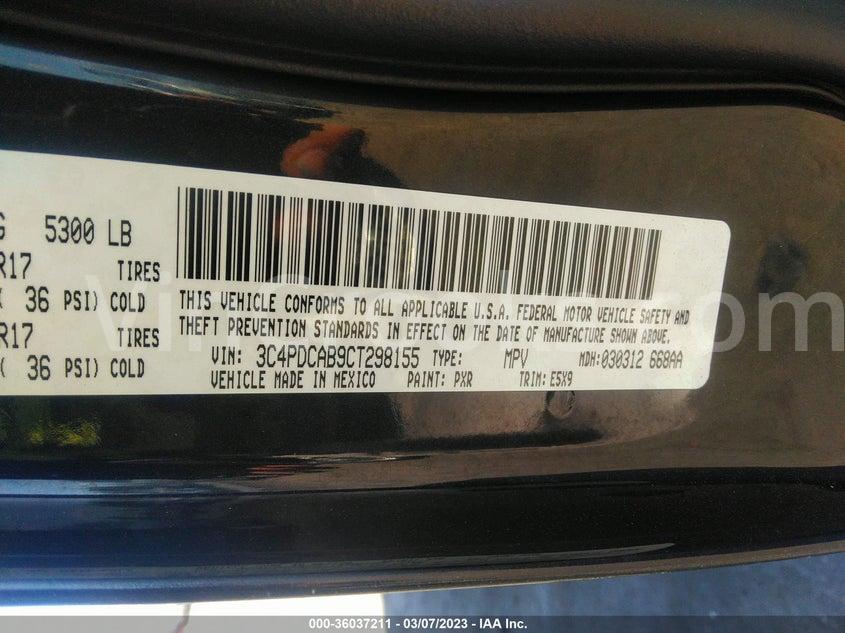 5300 LB
R17 TIRES
36 PSI) COLD
R17 TIRES
( 36 PSI) COLD
THIS VEHICLE CONFORMS TO ALL APPLICABLE U.S.A. FEDERAL MOTOR VEHICLE SAFETY AND
THEFT PREVENTION STANDARDS IN EFFECT ON THE DATE OF MANUFACTURE SHOWN ABOVE.
VIN: 3C4PDCAB9CT298155 TYPE: MPV MDH:030312 668AA
VEHICLE MADE IN MEXICO PAINT: PXR TRIM: E5X9
000-36037211 - 03/07/2023 - IAA Inc.